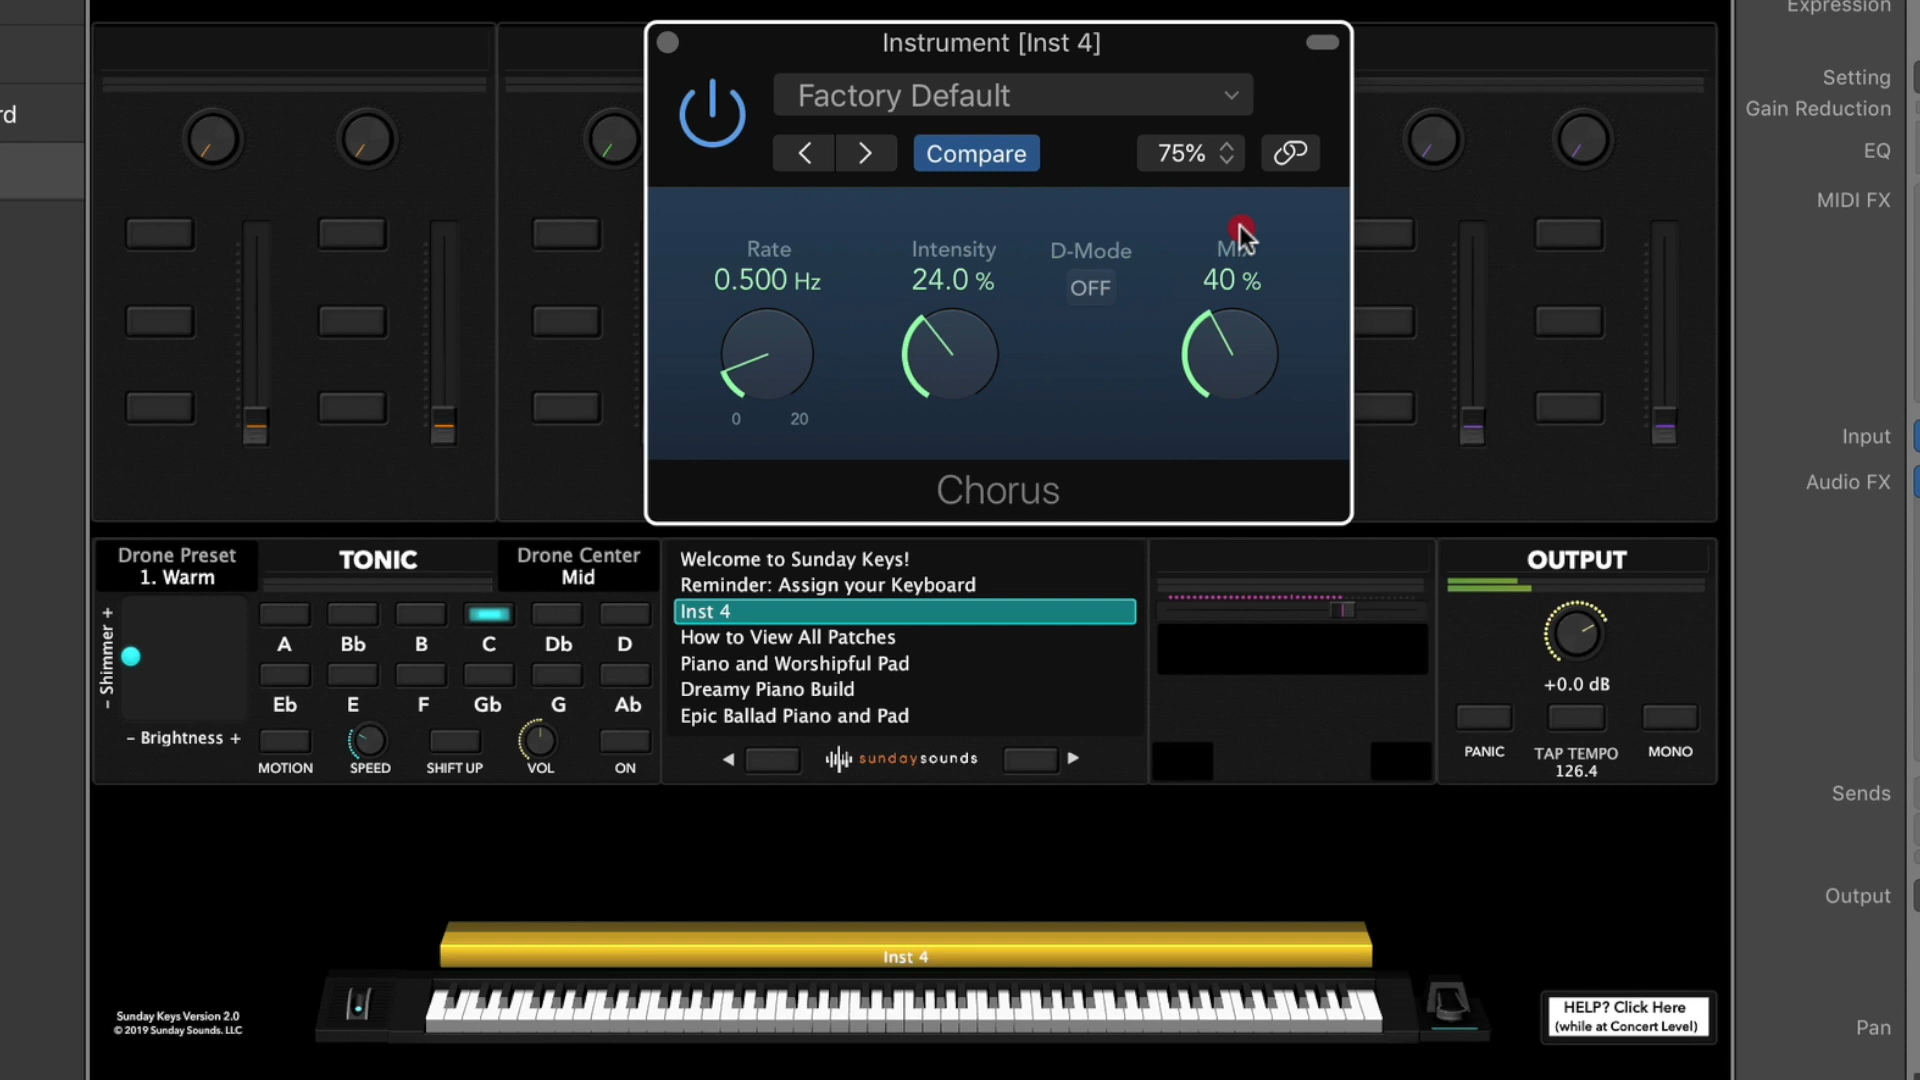 Expression
Instrument [Inst 4]
Factory Default
Setting
rd
Gain Reduction
Compare
75%
EQ
MIDI FX
Rate
Intensity
D-Mode
0.500 Hz
24.0 %
OFF
40 %
0
20
Input
Audio FX
Chorus
Drone Preset
1. Warm
TONIC
Drone Center
Mid
Welcome to Sunday Keys!
Reminder: Assign your Keyboard
Inst 4
How to View All Patches
Piano and Worshipful Pad
Dreamy Piano Build
Epic Ballad Piano and Pad
OUTPUT
- Shimmer +
A Bb B C Db D
Eb E F Gb G Ab
- Brightness +
MOTION SPEED SHIFT UP VOL ON
sundaysounds
+0.0 dB
PANIC
TAP TEMPO
126.4
MONO
Sends
Output
Inst 4
Sunday Keys Version 2.0
© 2019 Sunday Sounds. LLC
HELP? Click Here
(while at Concert Level)
Pan